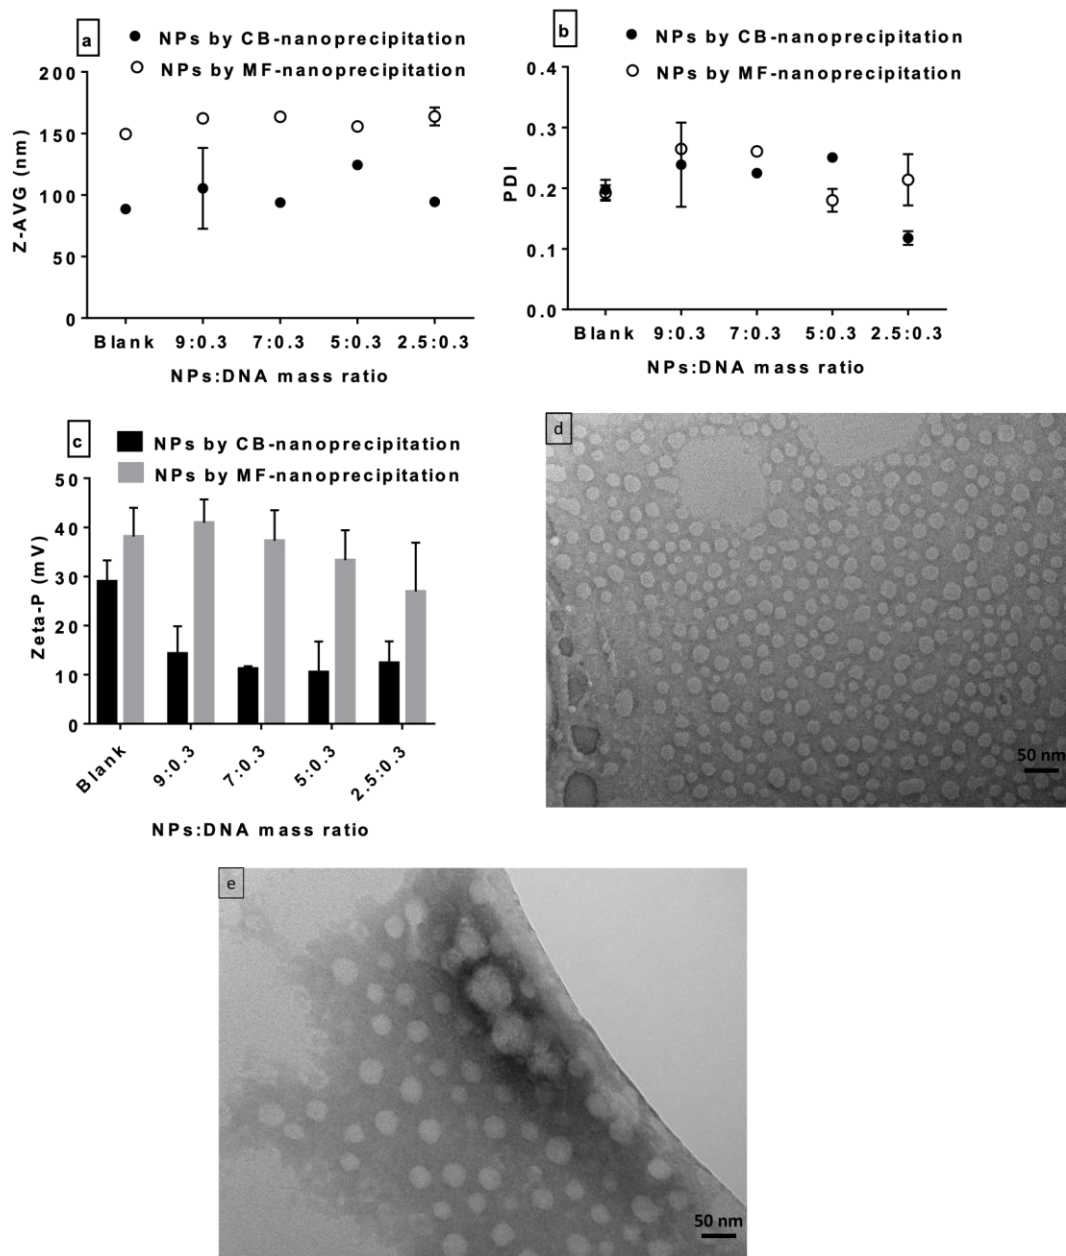 a
NPs by CB-nanoprecipitation
NPs by MF-nanoprecipitation
200
150
100
50
0
Z-AVG (nm)
Blank 9:0.3 7:0.3 5:0.3 2.5:0.3
NPs:DNA mass ratio
b
NPs by CB-nanoprecipitation
NPs by MF-nanoprecipitation
0.4
0.3
0.2
0.1
0.0
PDI
Blank 9:0.3 7:0.3 5:0.3 2.5:0.3
NPs:DNA mass ratio
c
NPs by CB-nanoprecipitation
NPs by MF-nanoprecipitation
50
40
30
20
10
0
Zeta-P (mV)
Blank 9:0.3 7:0.3 5:0.3 2.5:0.3
NPs:DNA mass ratio
d
50 nm
e
50 nm